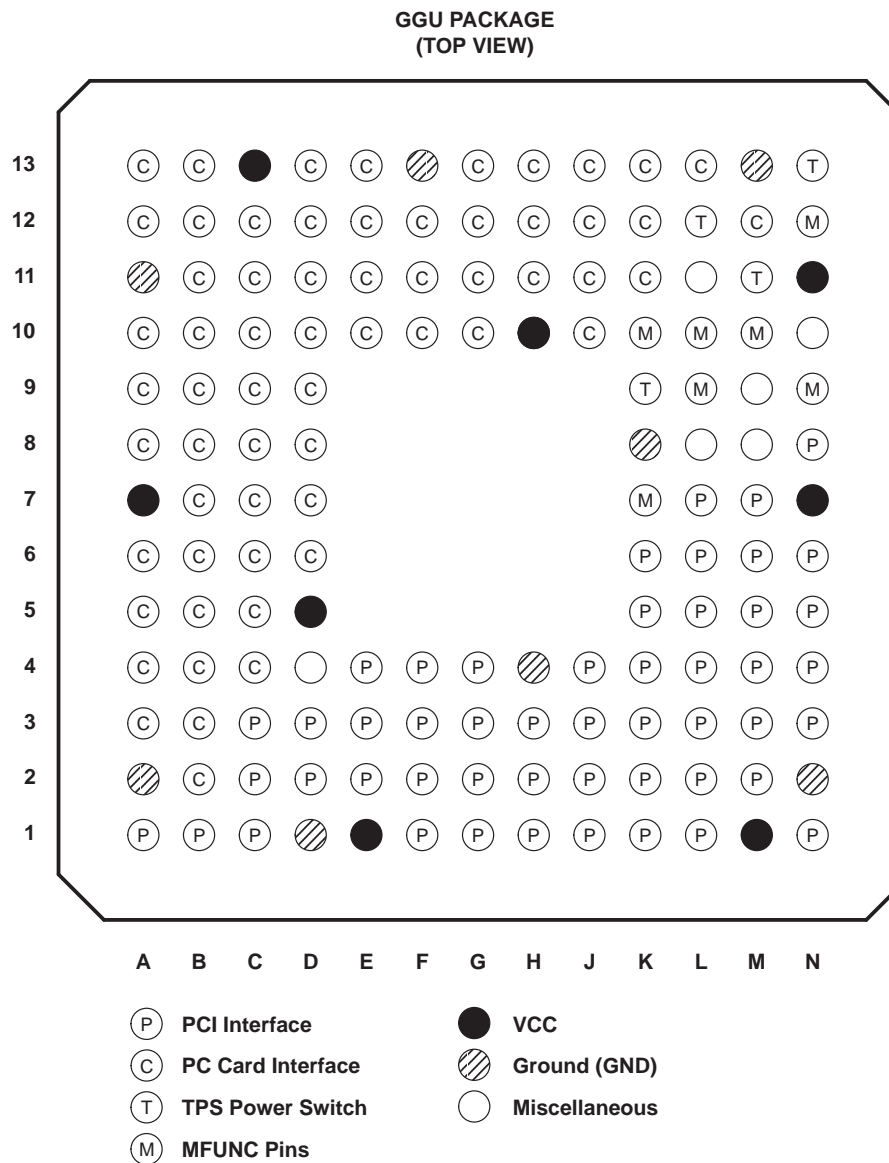 GGU PACKAGE
(TOP VIEW)
13 C C C C C C C C C T
12 C C C C C C C C C C T C M
11 C C C C C C C C C T
10 C C C C C C C C M M M
9 C C C C T M M
8 C C C C P
7 C C C M P P
6 C C C C P P P P
5 C C C P P P P
4 C C C P P P P P P P P
3 C C P P P P P P P P P P P
2 C P P P P P P P P P P
1 P P P P P P P P P P
A B C D E F G H J K L M N
P PCI Interface VCC
C PC Card Interface Ground (GND)
T TPS Power Switch Miscellaneous
M MFUNC Pins